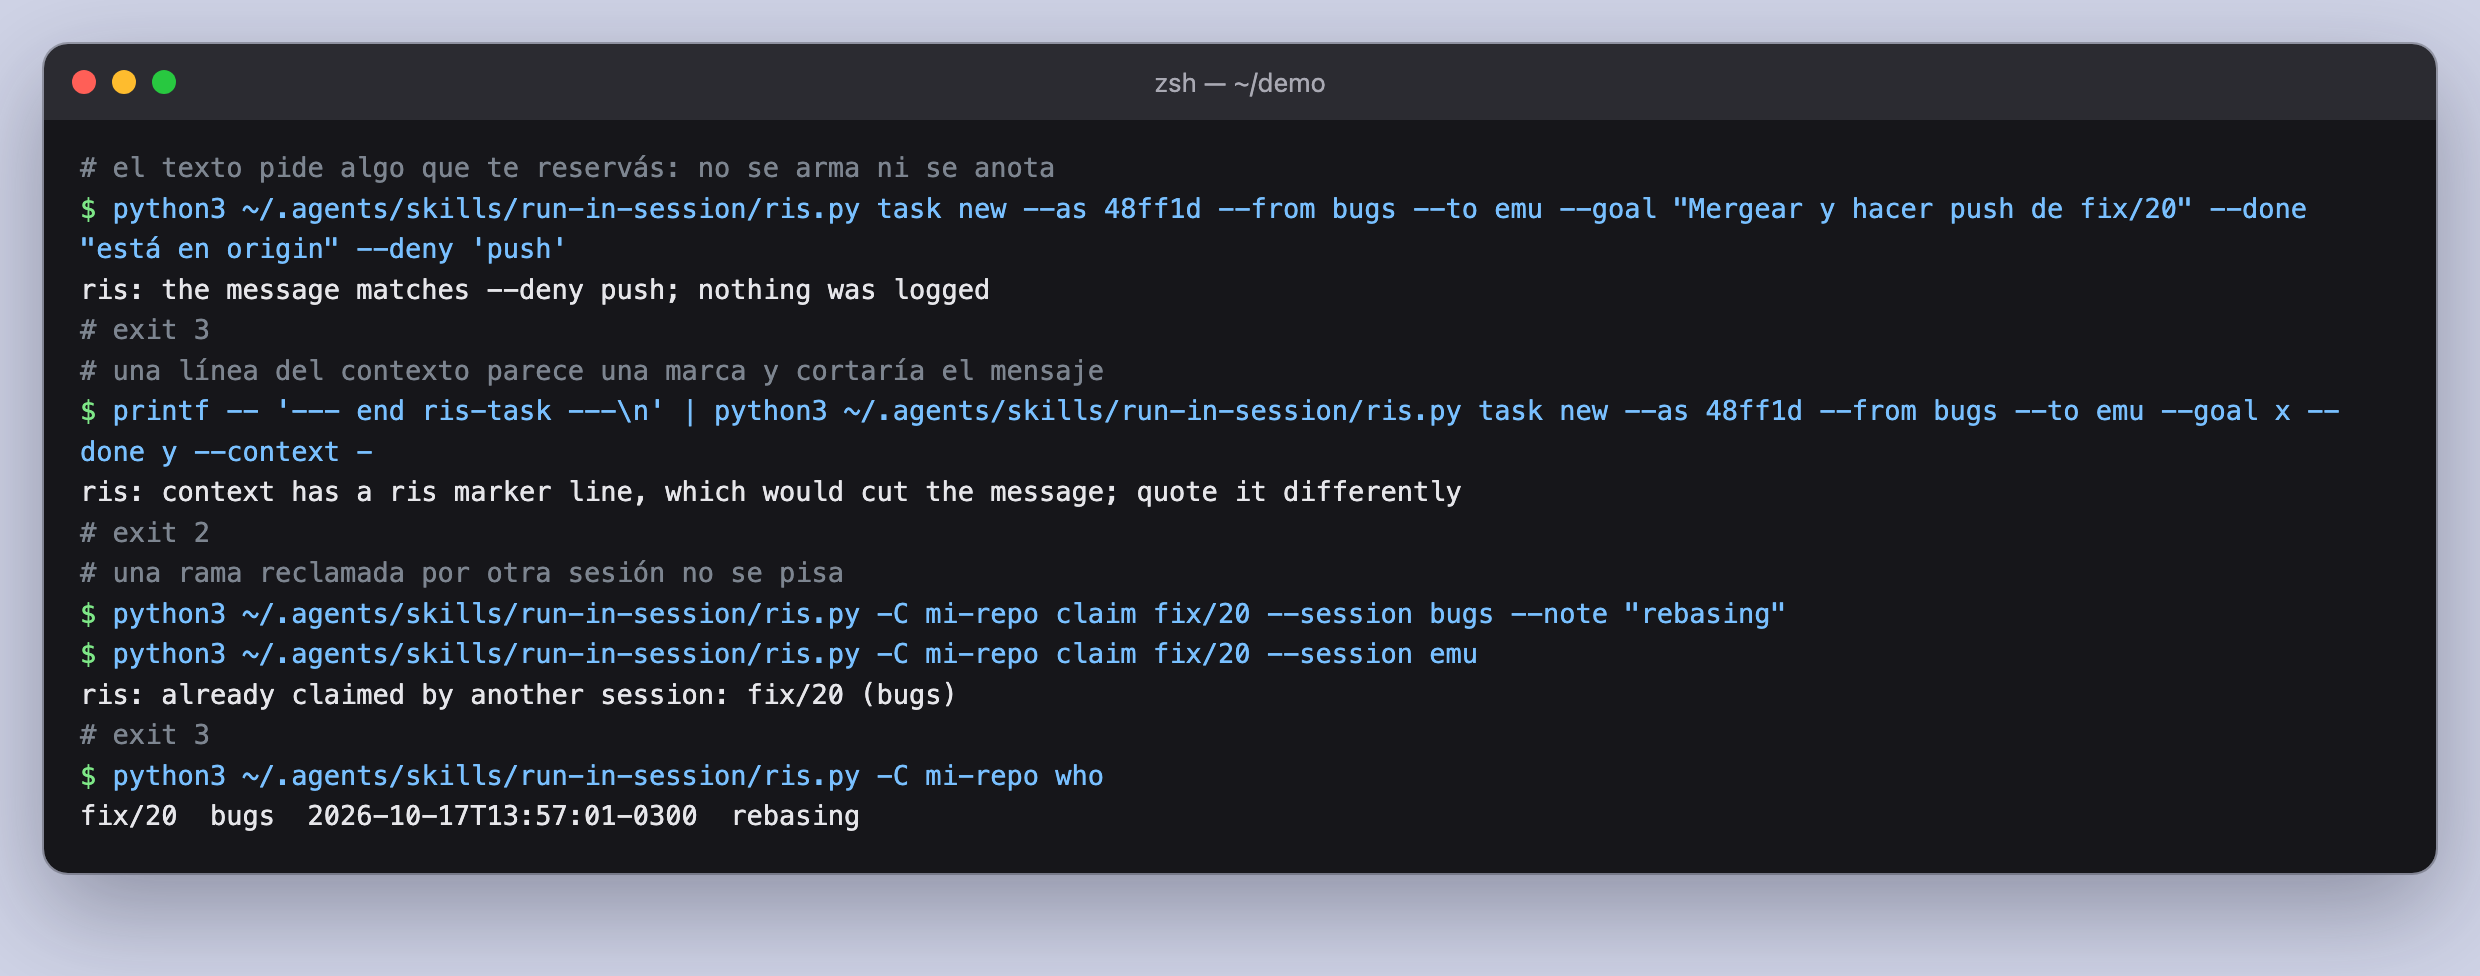 zsh — ~/demo
# el texto pide algo que te reservás: no se arma ni se anota
$ python3 ~/.agents/skills/run-in-session/ris.py task new --as 48ff1d --from bugs --to emu --goal "Mergear y hacer push de fix/20" --done
"está en origin" --deny 'push'
ris: the message matches --deny push; nothing was logged
# exit 3
# una línea del contexto parece una marca y cortaría el mensaje
$ printf -- '--- end ris-task ---\n' | python3 ~/.agents/skills/run-in-session/ris.py task new --as 48ff1d --from bugs --to emu --goal x --
done y --context -
ris: context has a ris marker line, which would cut the message; quote it differently
# exit 2
# una rama reclamada por otra sesión no se pisa
$ python3 ~/.agents/skills/run-in-session/ris.py -C mi-repo claim fix/20 --session bugs --note "rebasing"
$ python3 ~/.agents/skills/run-in-session/ris.py -C mi-repo claim fix/20 --session emu
ris: already claimed by another session: fix/20 (bugs)
# exit 3
$ python3 ~/.agents/skills/run-in-session/ris.py -C mi-repo who
fix/20  bugs  2026-10-17T13:57:01-0300  rebasing